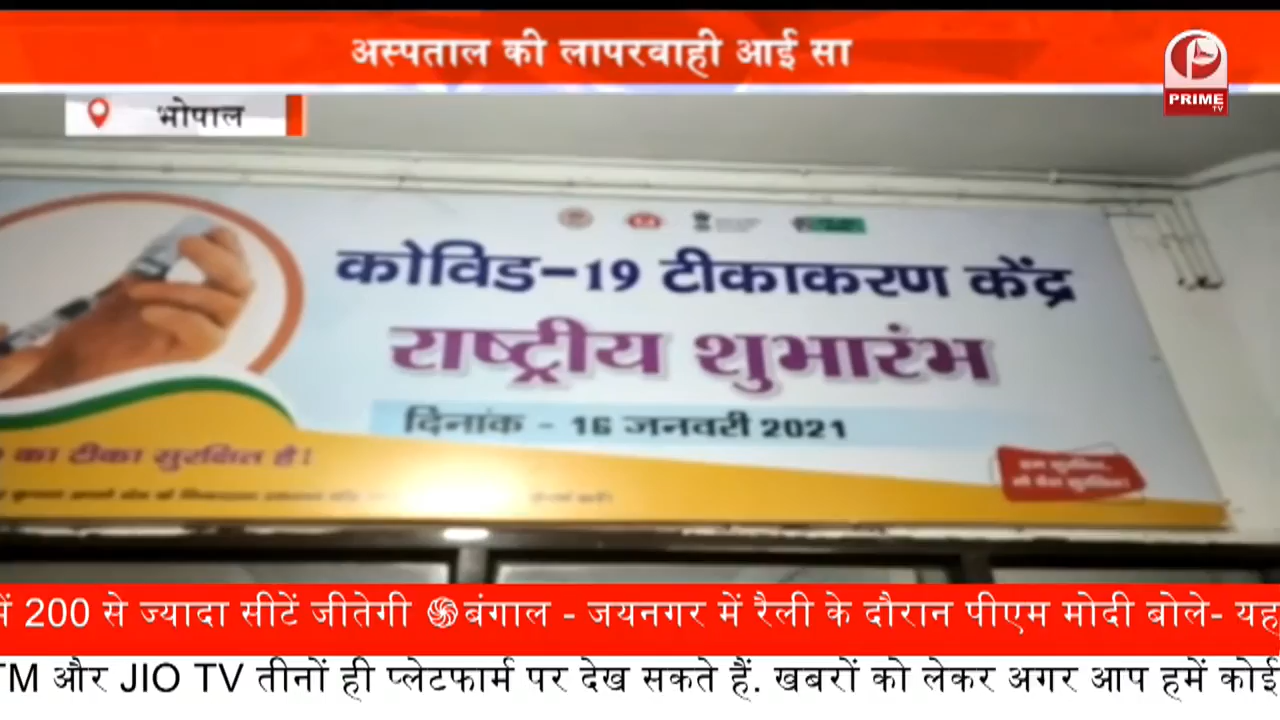 अस्पताल की लापरवाही आई सा
PRIME
TV
भोपाल
कोविड-19 टीकाकरण केंद्र
राष्ट्रीय शुभारंभ
दिनांक - 16 जनवरी 2021
का टीका सुरक्षित है!
में 200 से ज्यादा सीटें जीतेगी बंगाल - जयनगर में रैली के दौरान पीएम मोदी बोले- यह
TM और JIO TV तीनों ही प्लेटफार्म पर देख सकते हैं. खबरों को लेकर अगर आप हमें कोई